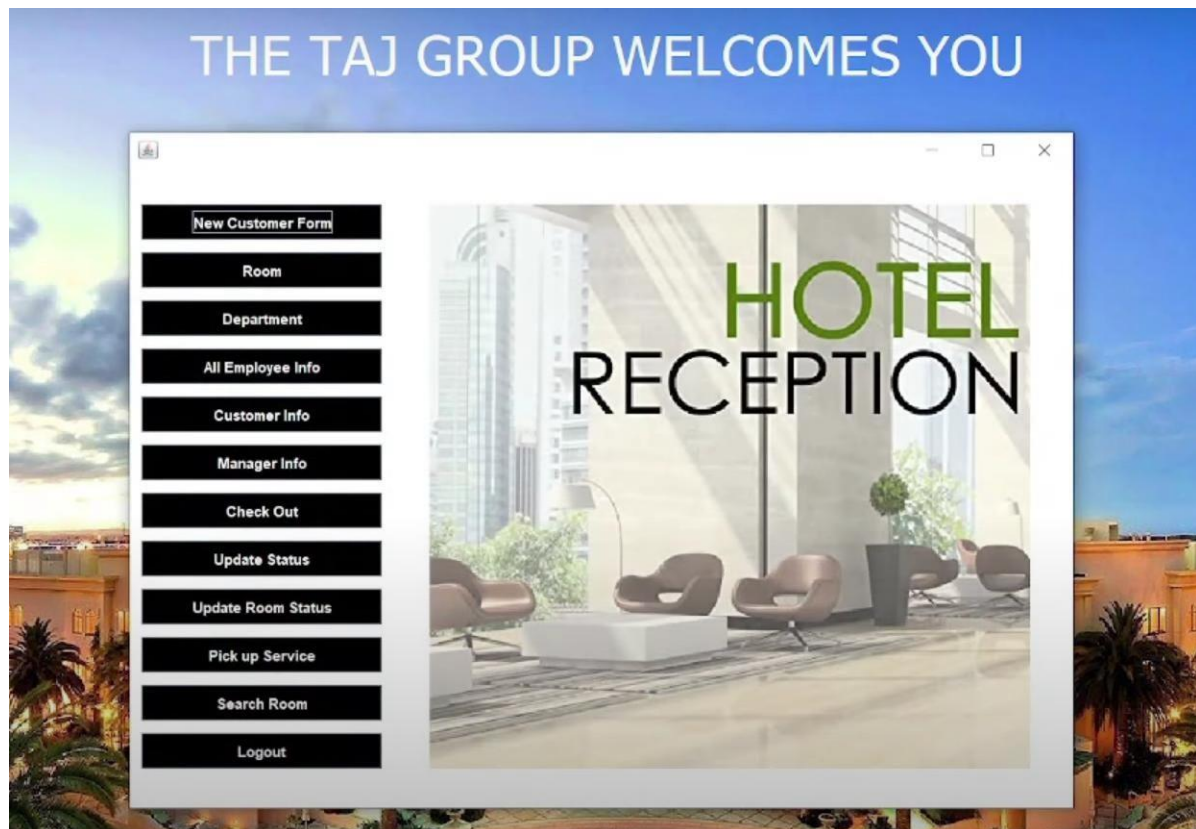 THE TAJ GROUP WELCOMES YOU
New Customer Form
Room
Department
All Employee Info
Customer Info
Manager Info
Check Out
Update Status
Update Room Status
Pick up Service
Search Room
Logout
HOTEL
RECEPTION